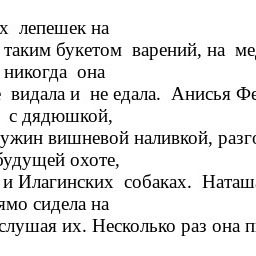 х лепешек на
таким букетом варений, на ме
никогда она
видала и не едала. Анисья Фе
с дядюшкой,
ужин вишневой наливкой, разго
будущей охоте,
и Илагинских собаках. Наташ
ямо сидела на
слушая их. Несколько раз она п